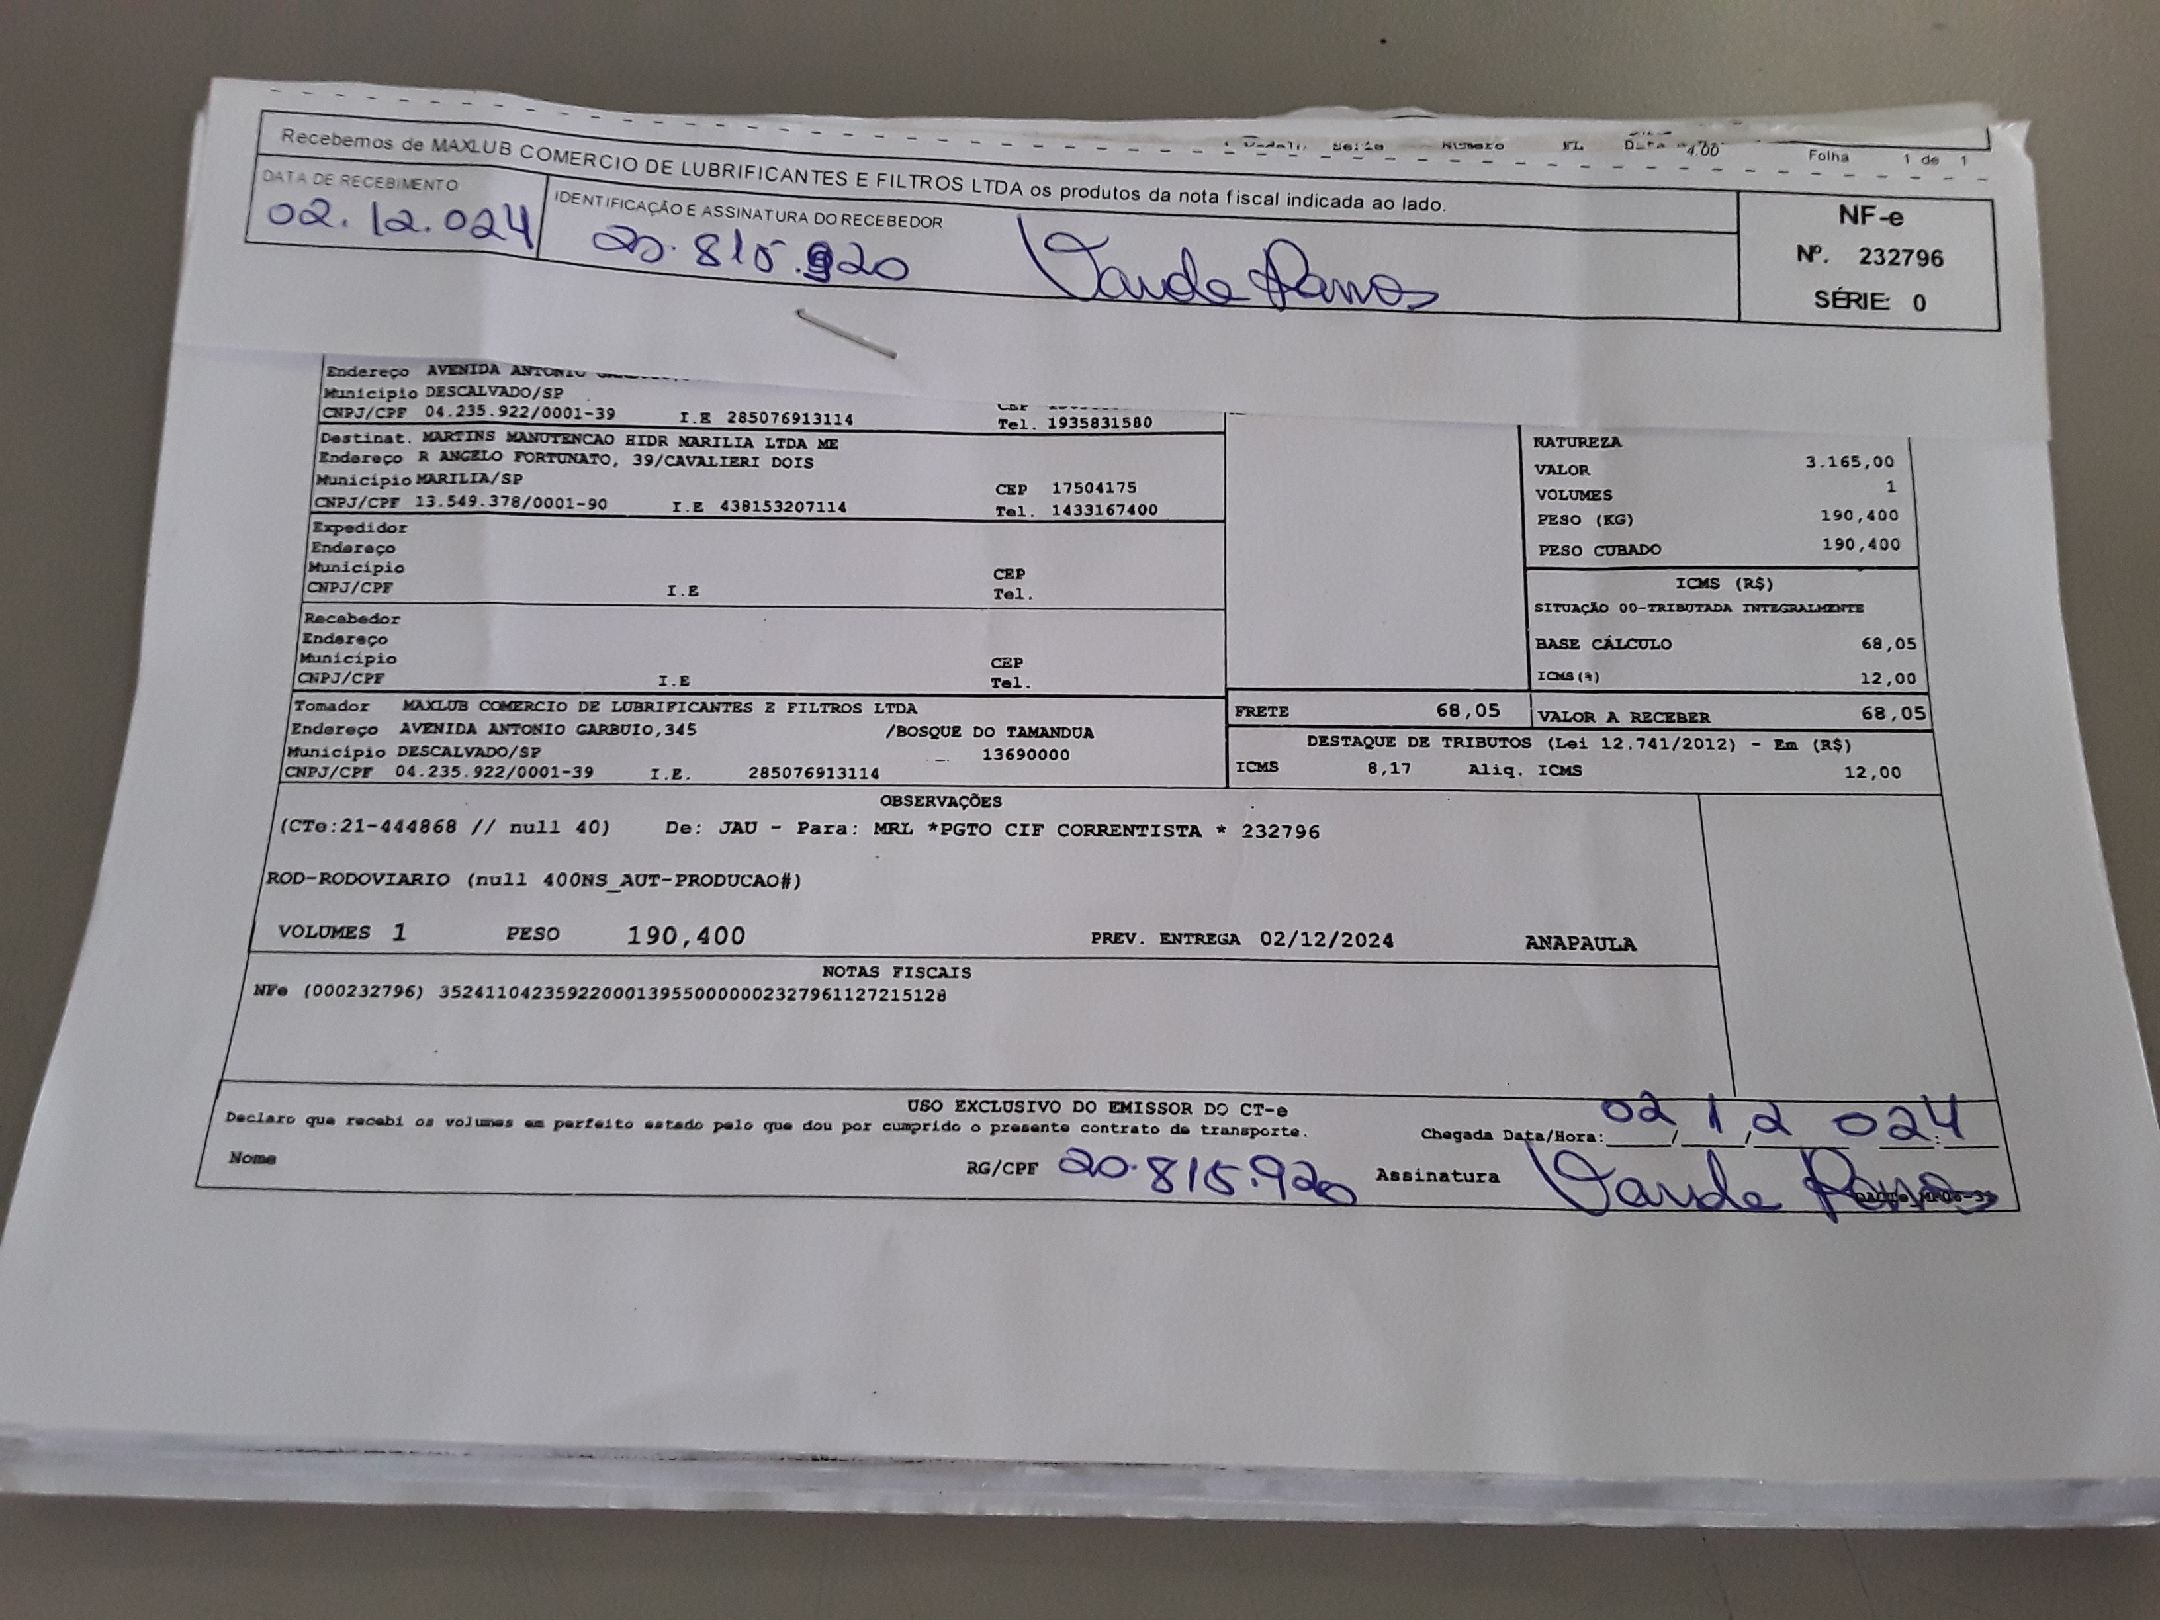 Número FL Folha 1 de 1
4.00
Recebemos de MAXLUB COMERCIO DE LUBRIFICANTES E FILTROS LTDA os produtos da nota fiscal indicada ao lado.
DATA DE RECEBIMENTO
02.12.024
IDENTIFICAÇÃO E ASSINATURA DO RECEBEDOR
20.815.920
NF-e
Nº. 232796
SÉRIE: 0
Endereço AVENIDA ANTONIO
Município DESCALVADO/SP
CNPJ/CPF 04.235.922/0001-39 I.E 285076913114 Tel. 1935831580
Destinat. MARTINS MANUTENCAO HIDR MARILIA LTDA ME
Endereço R ANGELO FORTUNATO, 39/CAVALIERI DOIS
Município MARILIA/SP CEP 17504175
CNPJ/CPF 13.549.378/0001-90 I.E 438153207114 Tel. 1433167400
Expedidor
Endereço
Município CEP
CNPJ/CPF I.E Tel.
Recebedor
Endereço
Município CEP
CNPJ/CPF I.E Tel.
Tomador MAXLUB COMERCIO DE LUBRIFICANTES E FILTROS LTDA
Endereço AVENIDA ANTONIO GARBUIO,345 /BOSQUE DO TAMANDUA
Município DESCALVADO/SP 13690000
CNPJ/CPF 04.235.922/0001-39 I.E. 285076913114
NATUREZA
VALOR 3.165,00
VOLUMES 1
PESO (KG) 190,400
PESO CUBADO 190,400
ICMS (R$)
SITUAÇÃO 00-TRIBUTADA INTEGRALMENTE
BASE CÁLCULO 68,05
ICMS(%) 12,00
FRETE 68,05 VALOR A RECEBER 68,05
DESTAQUE DE TRIBUTOS (Lei 12.741/2012) - Em (R$)
ICMS 8,17 Aliq. ICMS 12,00
OBSERVAÇÕES
(CTe:21-444868 // null 40) De: JAU - Para: MRL *PGTO CIF CORRENTISTA * 232796
ROD-RODOVIARIO (null 400NS_AUT-PRODUCAO#)
VOLUMES 1 PESO 190,400 PREV. ENTREGA 02/12/2024 ANAPAULA
NOTAS FISCAIS
NFe (000232796) 35241104235922000139550000002327961127215128
USO EXCLUSIVO DO EMISSOR DO CT-e
Declaro que recebi os volumes em perfeito estado pelo que dou por cumprido o presente contrato de transporte.
Chegada Data/Hora: 02 12 024
Nome RG/CPF 20.815.920 Assinatura